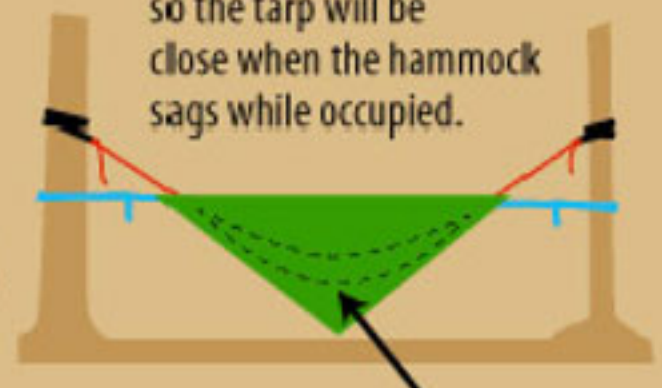 so the tarp will be
close when the hammock
sags while occupied.